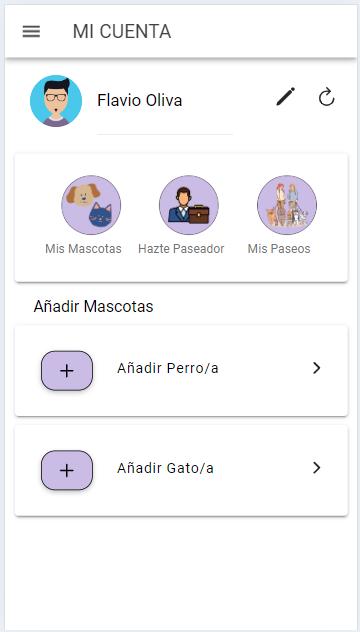 MI CUENTA
Flavio Oliva
Mis Mascotas
Hazte Paseador
Mis Paseos
Añadir Mascotas
Añadir Perro/a
Añadir Gato/a